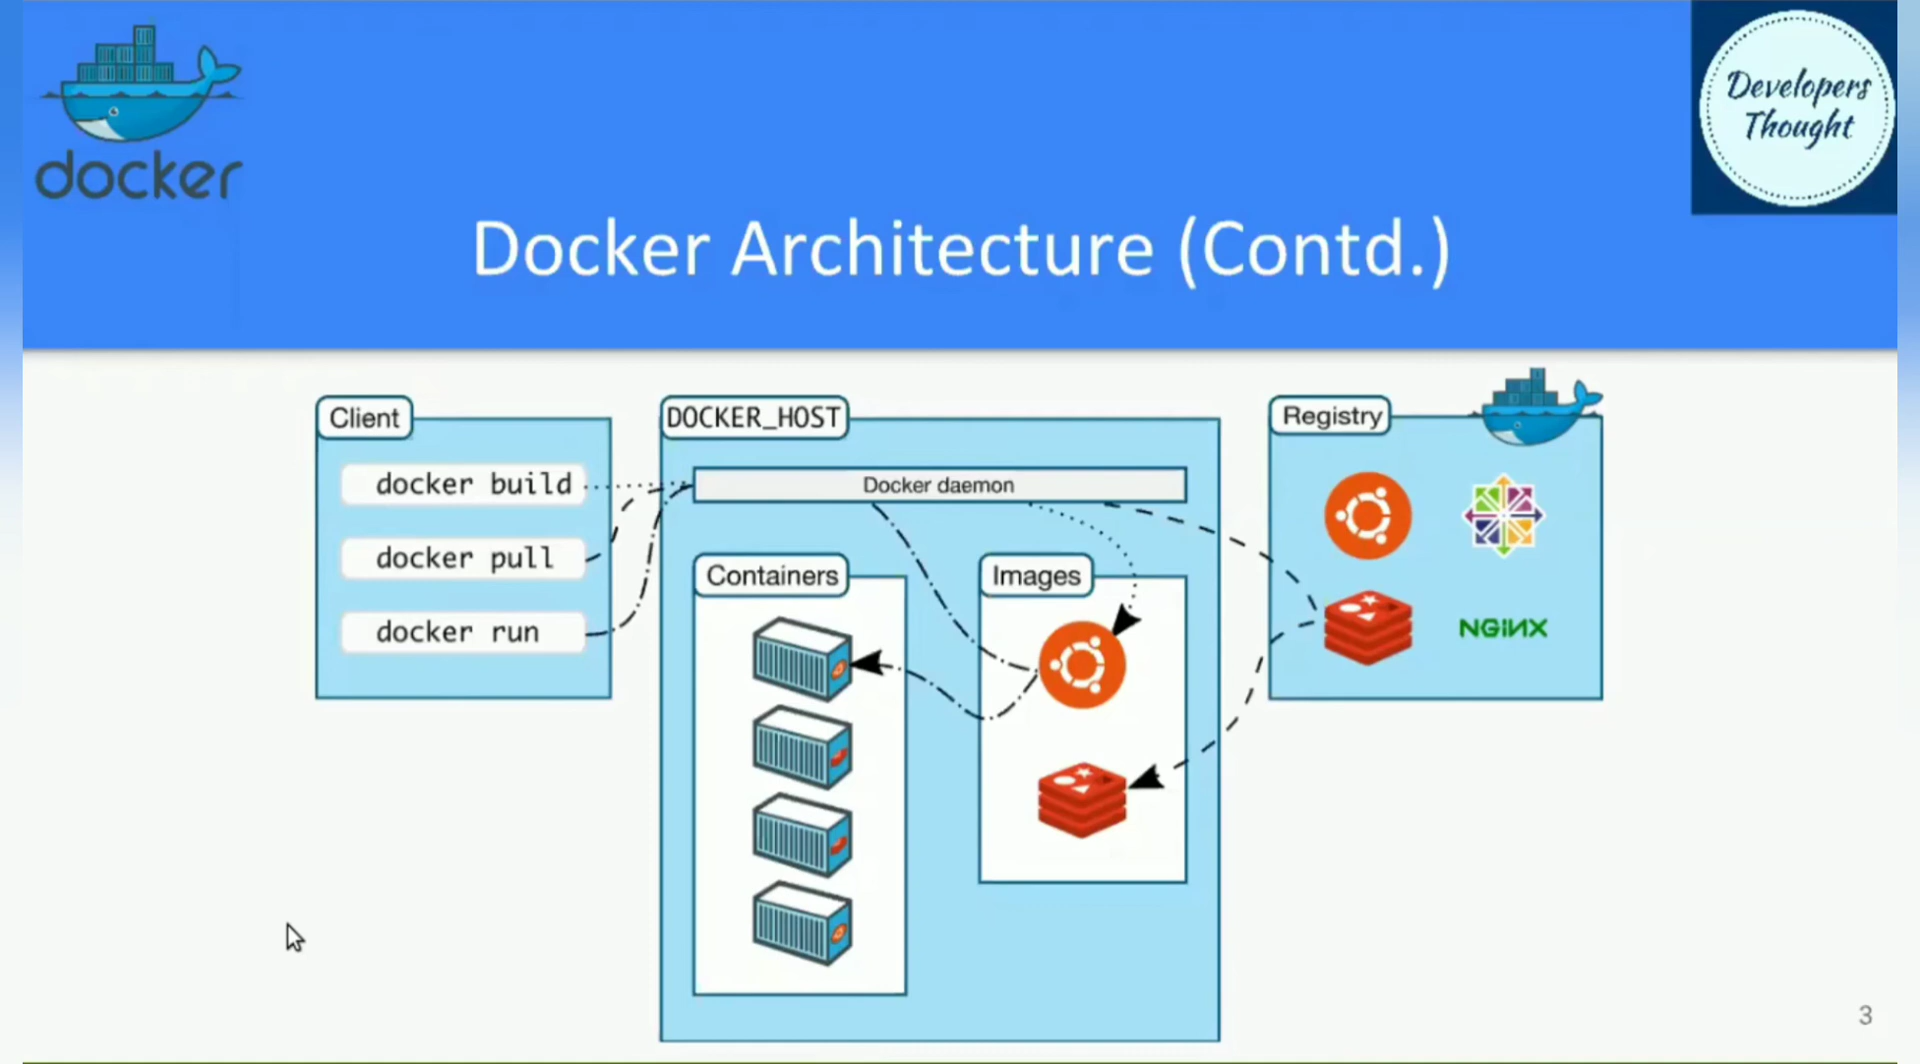 docker
Developers
Thought
Docker Architecture (Contd.)
Client
docker build
docker pull
docker run
DOCKER_HOST
Docker daemon
Containers
Images
Registry
NGINX
3